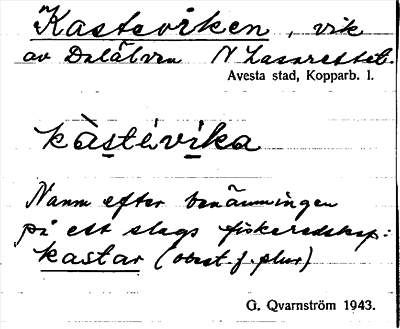 Kasteviken, vik
av Dalälven N Lasarettet.
Avesta stad, Kopparb. l.
kàstevika
Namn efter benämningen
på ett slags fiskeredskap:
kastar (obest. f. plur)
G. Qvarnström 1943.